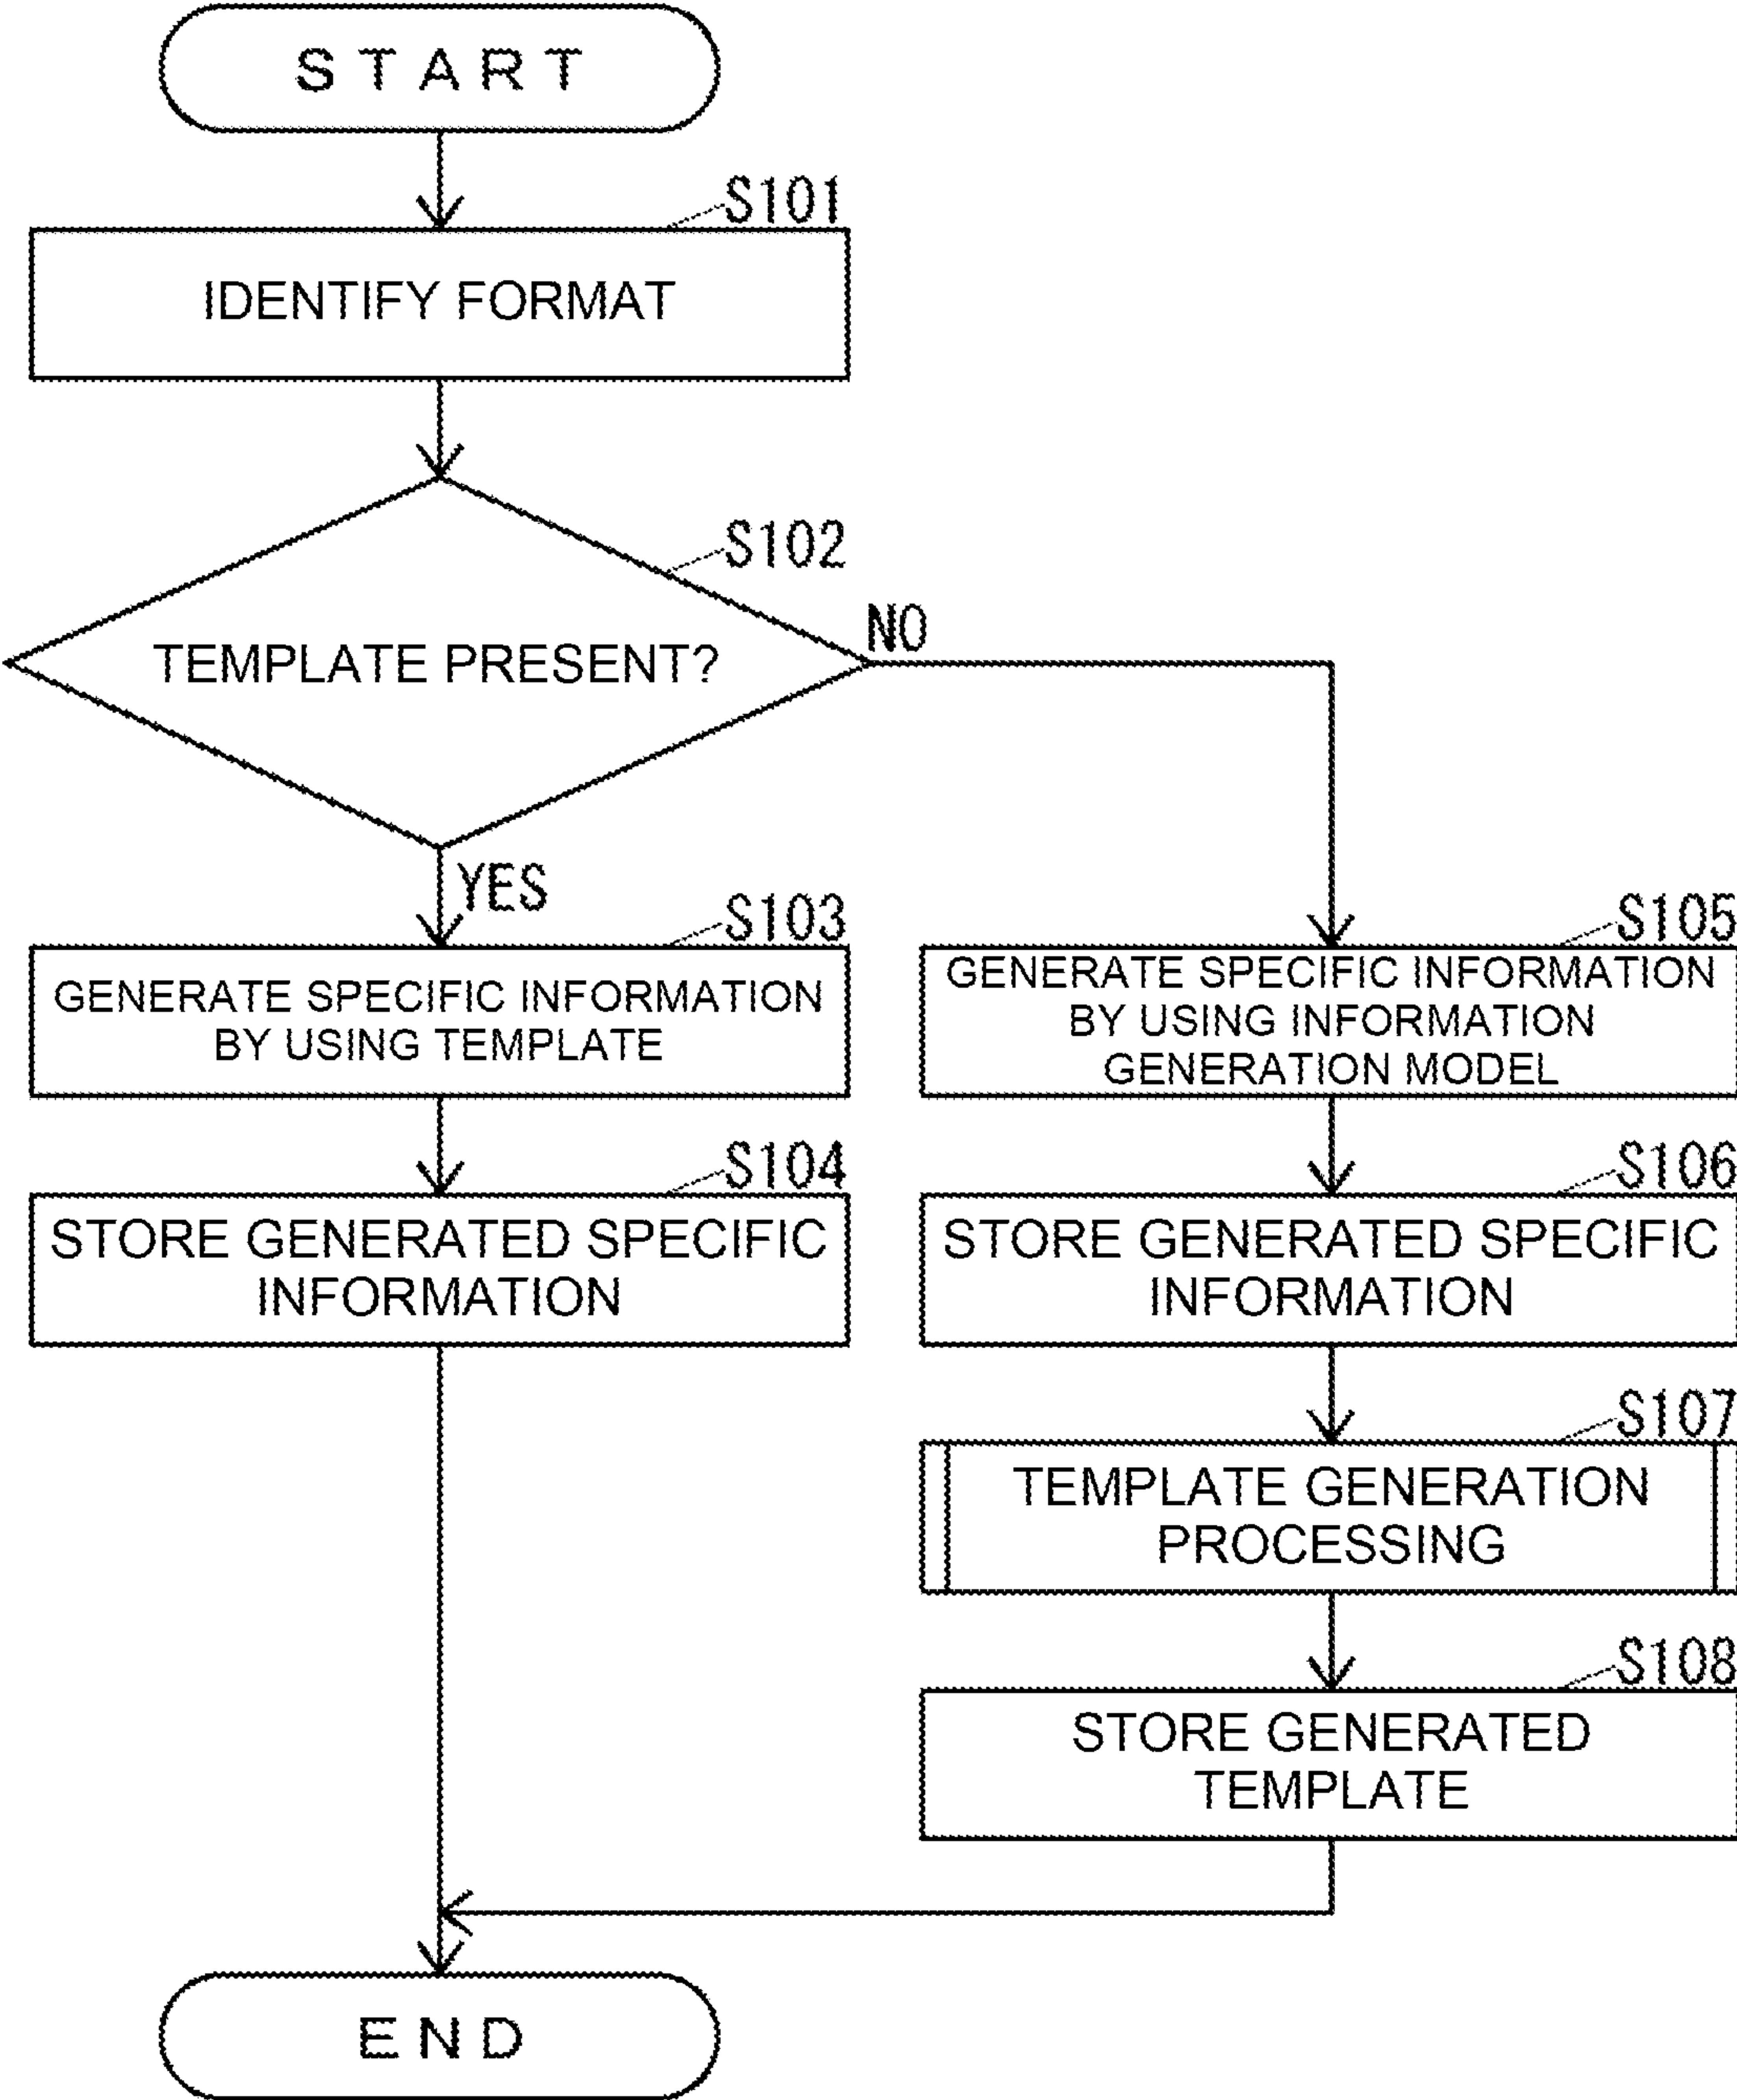 START
S101
IDENTIFY FORMAT
S102
TEMPLATE PRESENT?
NO
YES
S103
GENERATE SPECIFIC INFORMATION
BY USING TEMPLATE
S104
STORE GENERATED SPECIFIC
INFORMATION
S105
GENERATE SPECIFIC INFORMATION
BY USING INFORMATION
GENERATION MODEL
S106
STORE GENERATED SPECIFIC
INFORMATION
S107
TEMPLATE GENERATION
PROCESSING
S108
STORE GENERATED
TEMPLATE
END